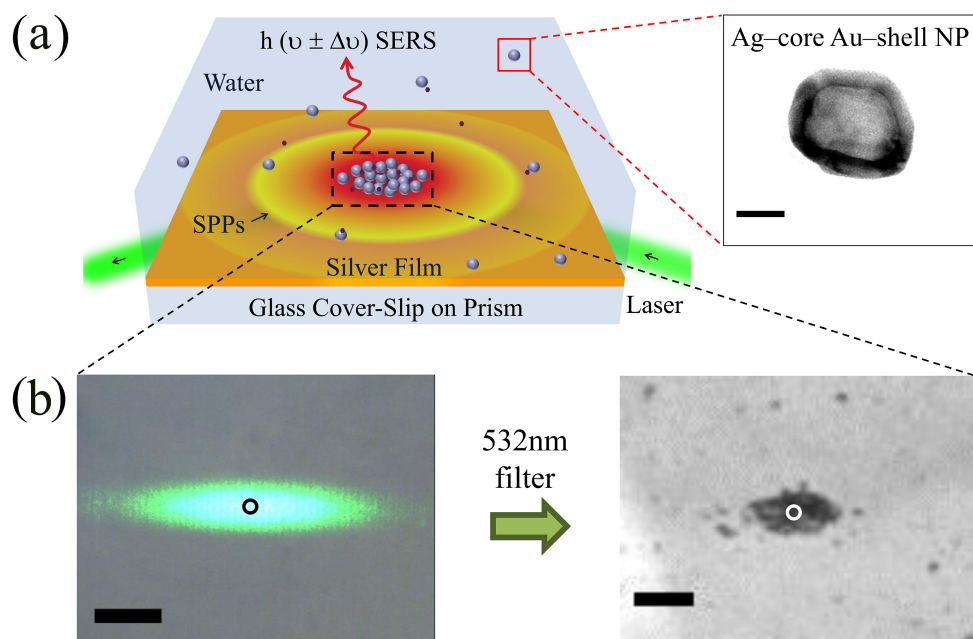 (a)
h (υ ± Δυ) SERS
Ag–core Au–shell NP
Water
SPPs
Silver Film
Glass Cover-Slip on Prism
Laser
(b)
532nm
filter